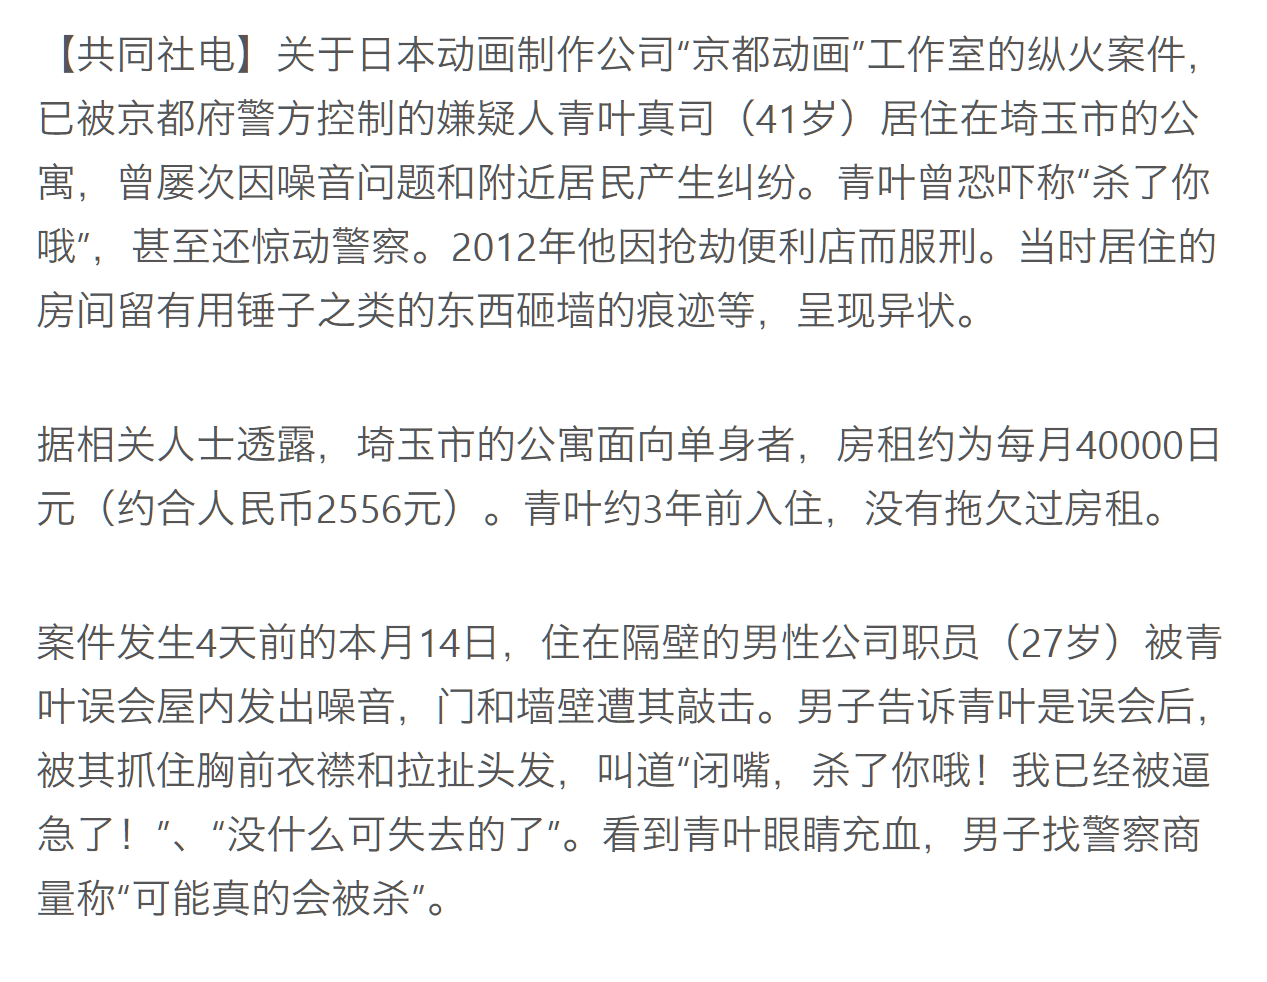 【共同社电】关于日本动画制作公司“京都动画”工作室的纵火案件，
已被京都府警方控制的嫌疑人青叶真司（41岁）居住在埼玉市的公
寓，曾屡次因噪音问题和附近居民产生纠纷。青叶曾恐吓称“杀了你
哦”，甚至还惊动警察。2012年他因抢劫便利店而服刑。当时居住的
房间留有用锤子之类的东西砸墙的痕迹等，呈现异状。
据相关人士透露，埼玉市的公寓面向单身者，房租约为每月40000日
元（约合人民币2556元）。青叶约3年前入住，没有拖欠过房租。
案件发生4天前的本月14日，住在隔壁的男性公司职员（27岁）被青
叶误会屋内发出噪音，门和墙壁遭其敲击。男子告诉青叶是误会后，
被其抓住胸前衣襟和拉扯头发，叫道“闭嘴，杀了你哦！我已经被逼
急了！”、“没什么可失去的了”。看到青叶眼睛充血，男子找警察商
量称“可能真的会被杀”。